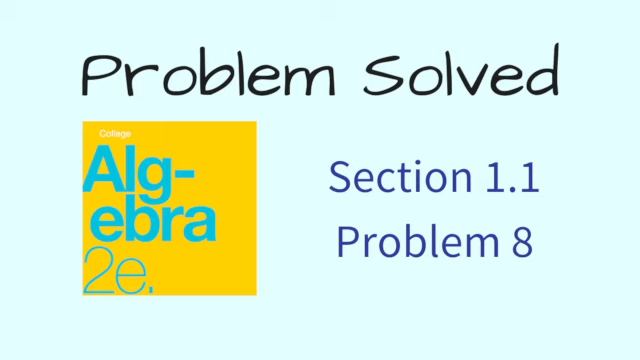 Problem Solved
College
Alg-
ebra
2e.
Section 1.1
Problem 8